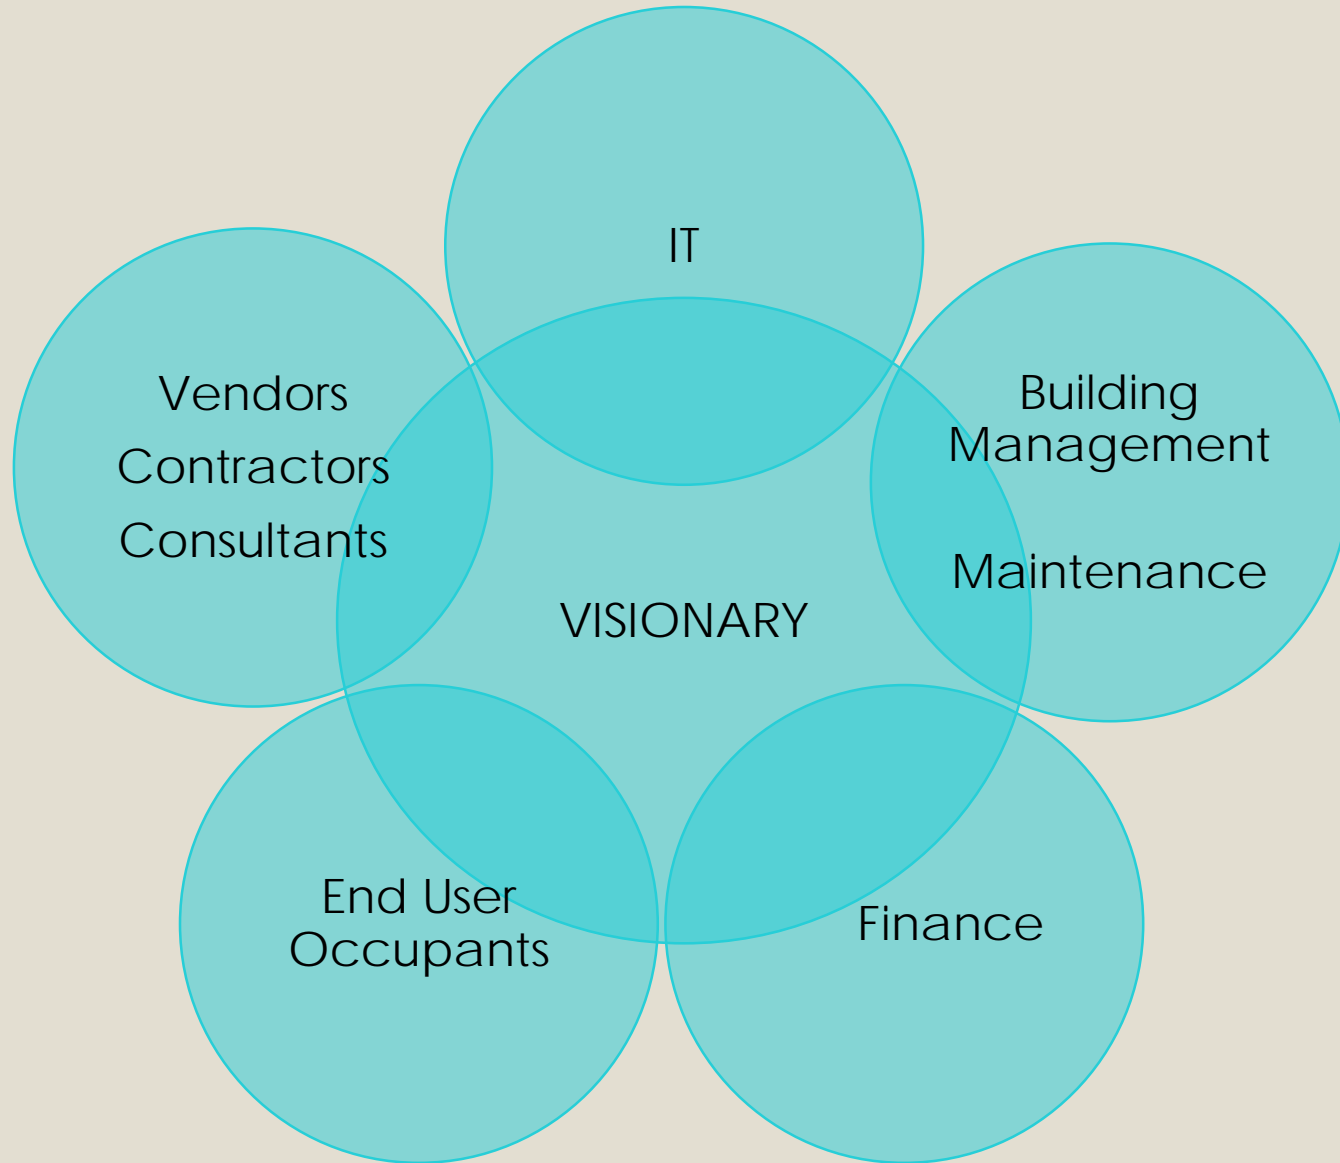 IT
Vendors
Contractors
Consultants
Building
Management
Maintenance
VISIONARY
End User
Occupants
Finance